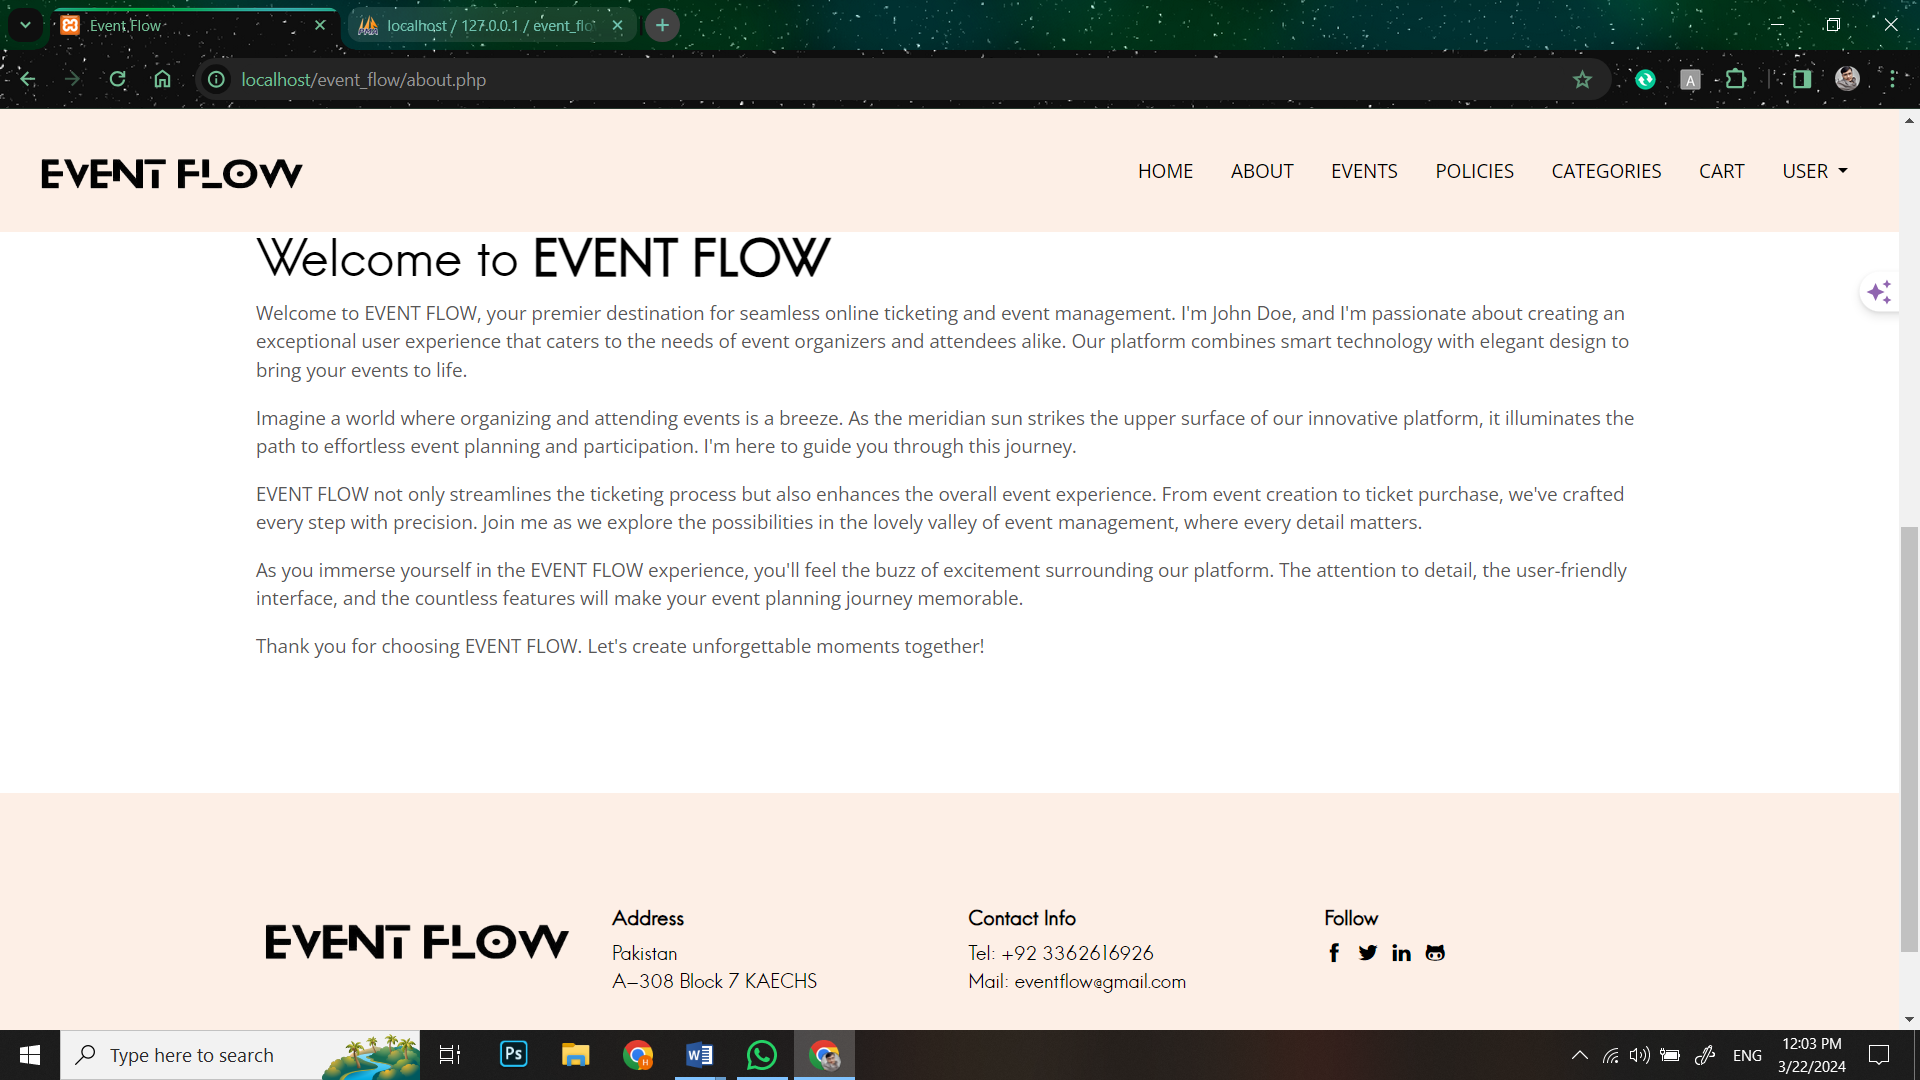 Event Flow
localhost / 127.0.0.1 / event_flo
localhost/event_flow/about.php
A
EVENT FLOW
HOME ABOUT EVENTS POLICIES CATEGORIES CART USER
Welcome to EVENT FLOW
Welcome to EVENT FLOW, your premier destination for seamless online ticketing and event management. I'm John Doe, and I'm passionate about creating an
exceptional user experience that caters to the needs of event organizers and attendees alike. Our platform combines smart technology with elegant design to
bring your events to life.
Imagine a world where organizing and attending events is a breeze. As the meridian sun strikes the upper surface of our innovative platform, it illuminates the
path to effortless event planning and participation. I'm here to guide you through this journey.
EVENT FLOW not only streamlines the ticketing process but also enhances the overall event experience. From event creation to ticket purchase, we've crafted
every step with precision. Join me as we explore the possibilities in the lovely valley of event management, where every detail matters.
As you immerse yourself in the EVENT FLOW experience, you'll feel the buzz of excitement surrounding our platform. The attention to detail, the user-friendly
interface, and the countless features will make your event planning journey memorable.
Thank you for choosing EVENT FLOW. Let's create unforgettable moments together!
EVENT FLOW
Address
Pakistan
A-308 Block 7 KAECHS
Contact Info
Tel: +92 3362616926
Mail: eventflow@gmail.com
Follow
Type here to search
Ps
H
W
ENG
12:03 PM
3/22/2024